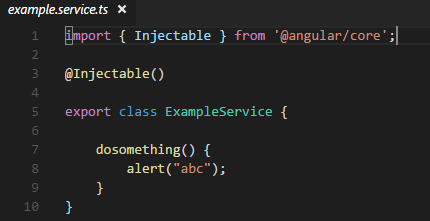 example.service.ts ×
1 import { Injectable } from '@angular/core';
2
3 @Injectable()
4
5 export class ExampleService {
6
7 dosomething() {
8 alert("abc");
9 }
10 }